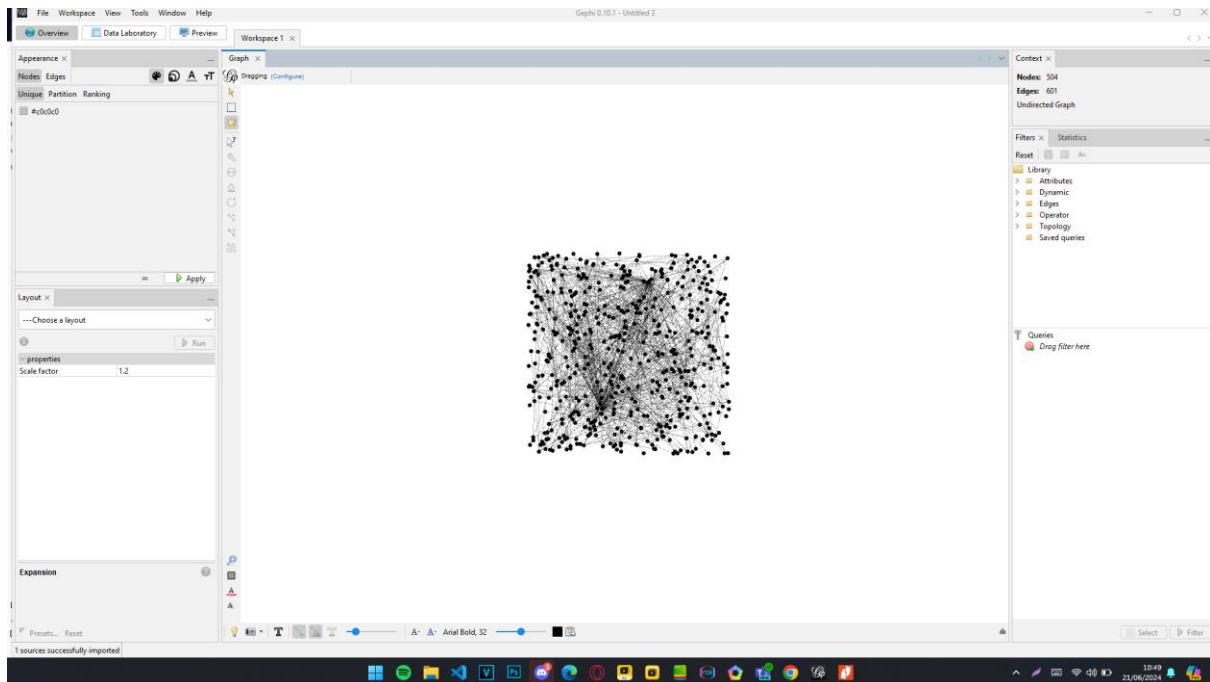 File Workspace View Tools Window Help
Gephi 0.10.1 - Untitled 3
Overview Data Laboratory Preview
Workspace 1 ×
Appearance ×
Nodes Edges
Unique Partition Ranking
#c0c0c0
Apply
Layout ×
---Choose a layout
Run
properties
Scale factor 1.2
Expansion
Presets... Reset
1 sources successfully imported
Graph ×
Dragging (Configure)
A- A- Arial Bold, 32
Context ×
Nodes: 504
Edges: 601
Undirected Graph
Filters × Statistics
Reset
Library
Attributes
Dynamic
Edges
Operator
Topology
Saved queries
Queries
Drag filter here
Select Filter
10:49
21/06/2024